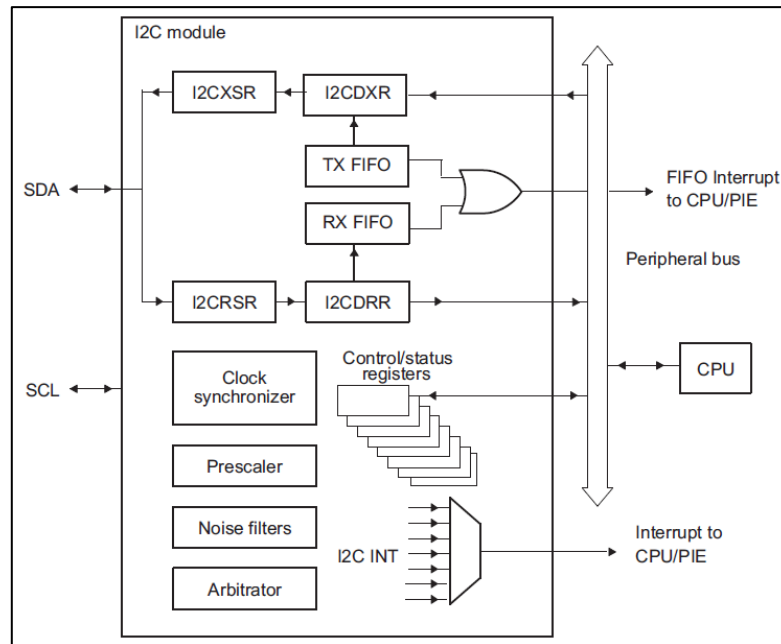 I2C module
I2CXSR
I2CDXR
TX FIFO
SDA
FIFO Interrupt
to CPU/PIE
RX FIFO
Peripheral bus
I2CRSR
I2CDRR
Control/status
registers
CPU
SCL
Clock
synchronizer
Prescaler
Noise filters
I2C INT
Interrupt to
CPU/PIE
Arbitrator